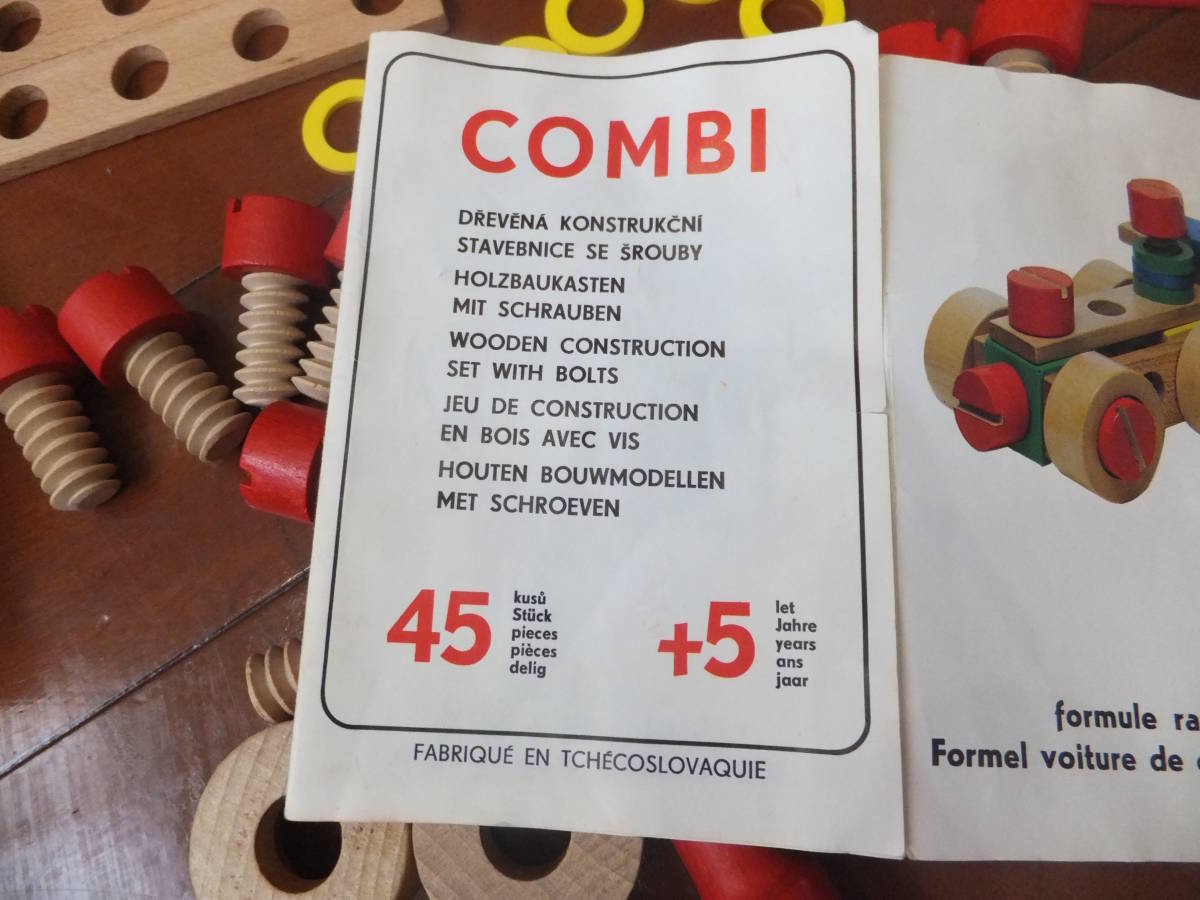 COMBI
DŘEVĚNÁ KONSTRUKČNÍ
STAVEBNICE SE ŠROUBY
HOLZBAUKASTEN
MIT SCHRAUBEN
WOODEN CONSTRUCTION
SET WITH BOLTS
JEU DE CONSTRUCTION
EN BOIS AVEC VIS
HOUTEN BOUWMODELLEN
MET SCHROEVEN
45
kusů
Stück
pieces
pièces
delig
+5
let
Jahre
years
ans
jaar
FABRIQUÉ EN TCHÉCOSLOVAQUIE
formule
Formel voiture de